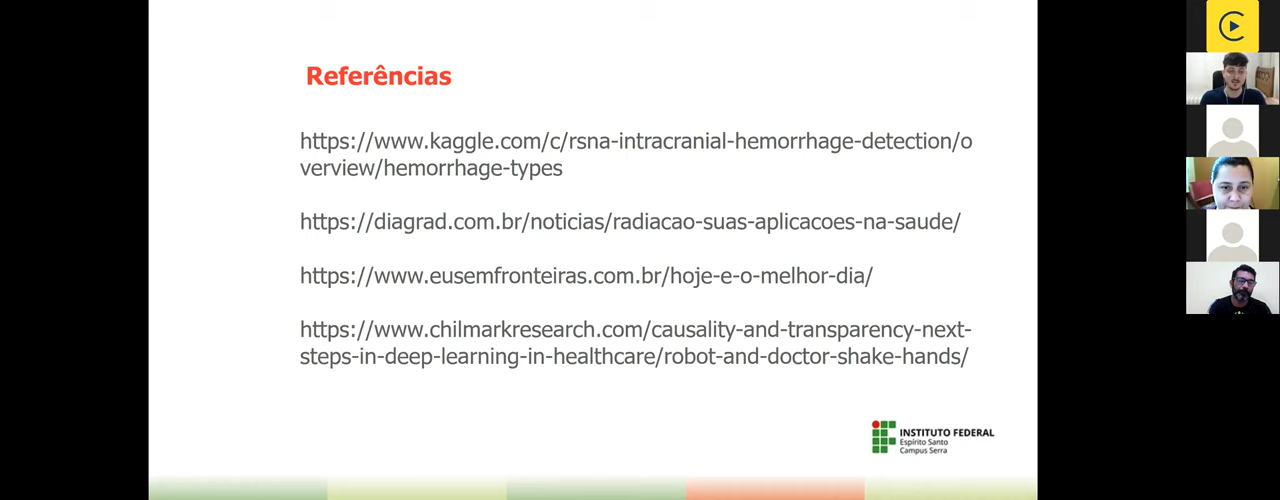 Referências
https://www.kaggle.com/c/rsna-intracranial-hemorrhage-detection/o
verview/hemorrhage-types
https://diagrad.com.br/noticias/radiacao-suas-aplicacoes-na-saude/
https://www.eusemfronteiras.com.br/hoje-e-o-melhor-dia/
https://www.chilmarkresearch.com/causality-and-transparency-next-
steps-in-deep-learning-in-healthcare/robot-and-doctor-shake-hands/
INSTITUTO FEDERAL
Espírito Santo
Campus Serra